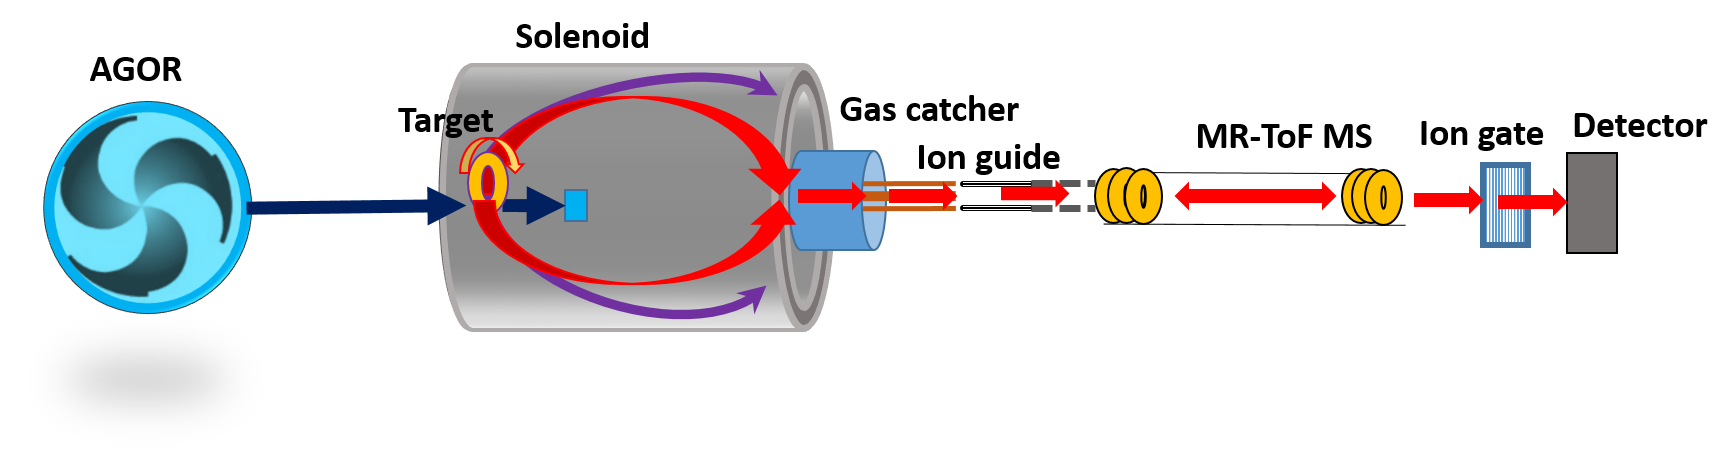 AGOR
Solenoid
Target
Gas catcher
Ion guide
MR-ToF MS
Ion gate
Detector